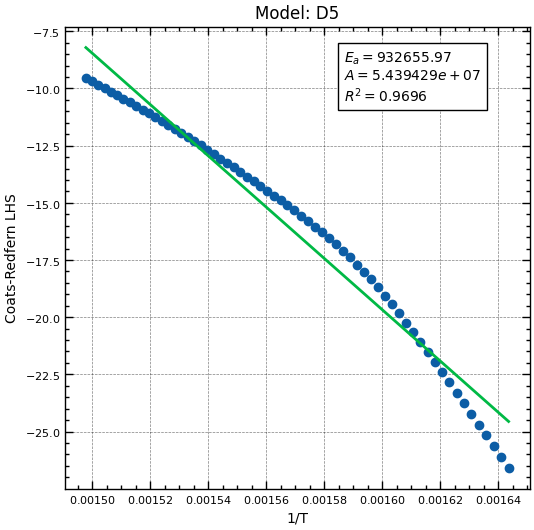 Model: D5
E_a = 932655.97
A = 5.439429e + 07
R^2 = 0.9696
Coats-Redfern LHS
−7.5
−10.0
−12.5
−15.0
−17.5
−20.0
−22.5
−25.0
0.00150 0.00152 0.00154 0.00156 0.00158 0.00160 0.00162 0.00164
1/T